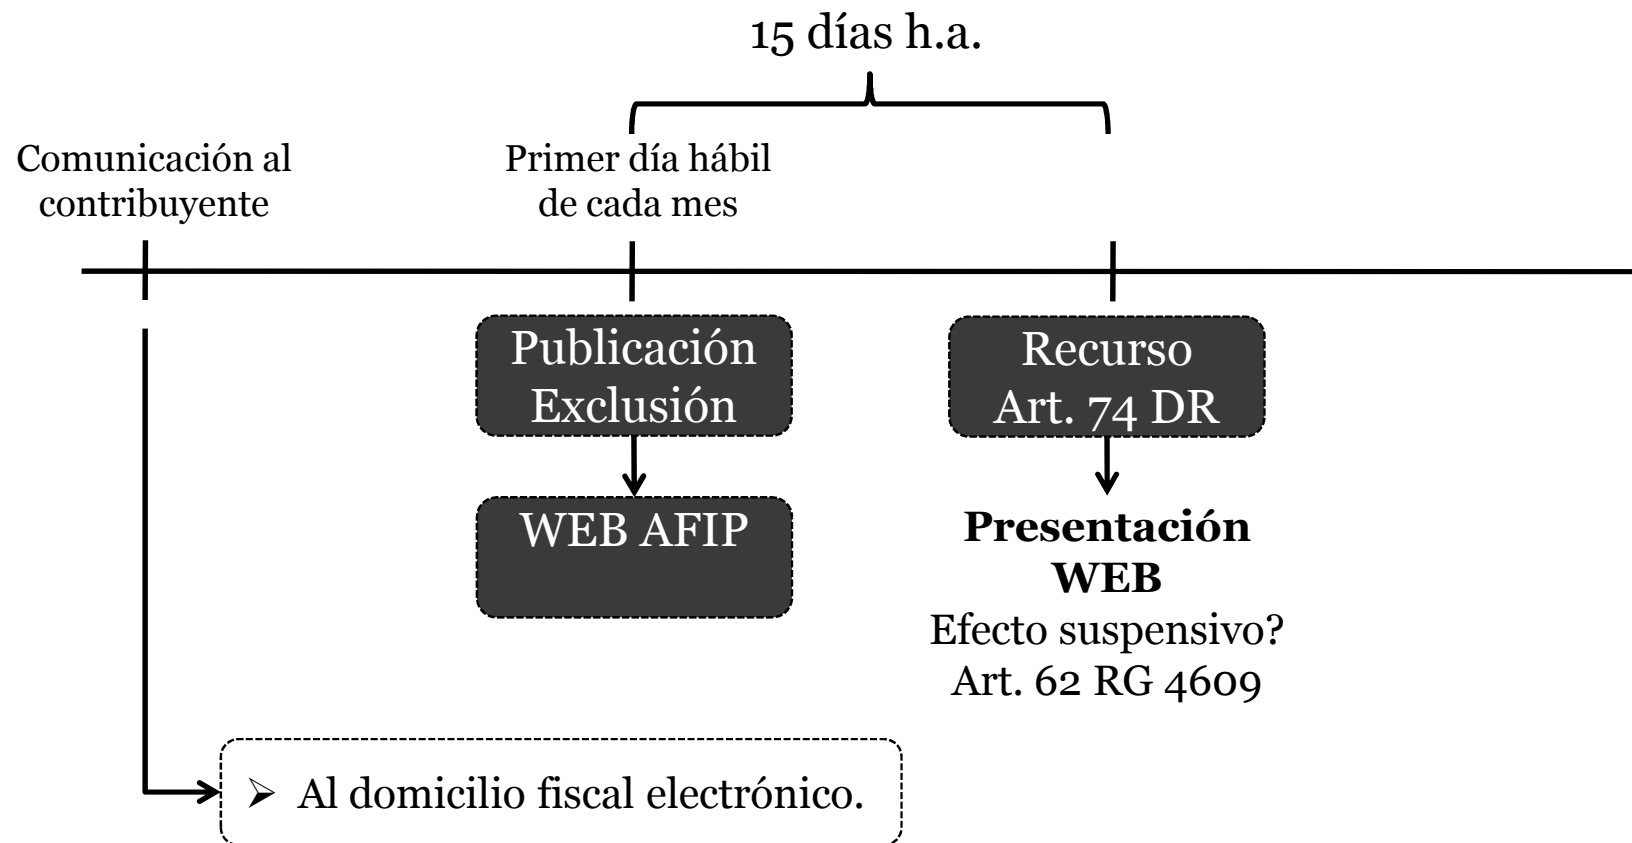 15 días h.a.
Comunicación al
contribuyente
Primer día hábil
de cada mes
Publicación
Exclusión
WEB AFIP
Recurso
Art. 74 DR
Presentación
WEB
Efecto suspensivo?
Art. 62 RG 4609
➢ Al domicilio fiscal electrónico.